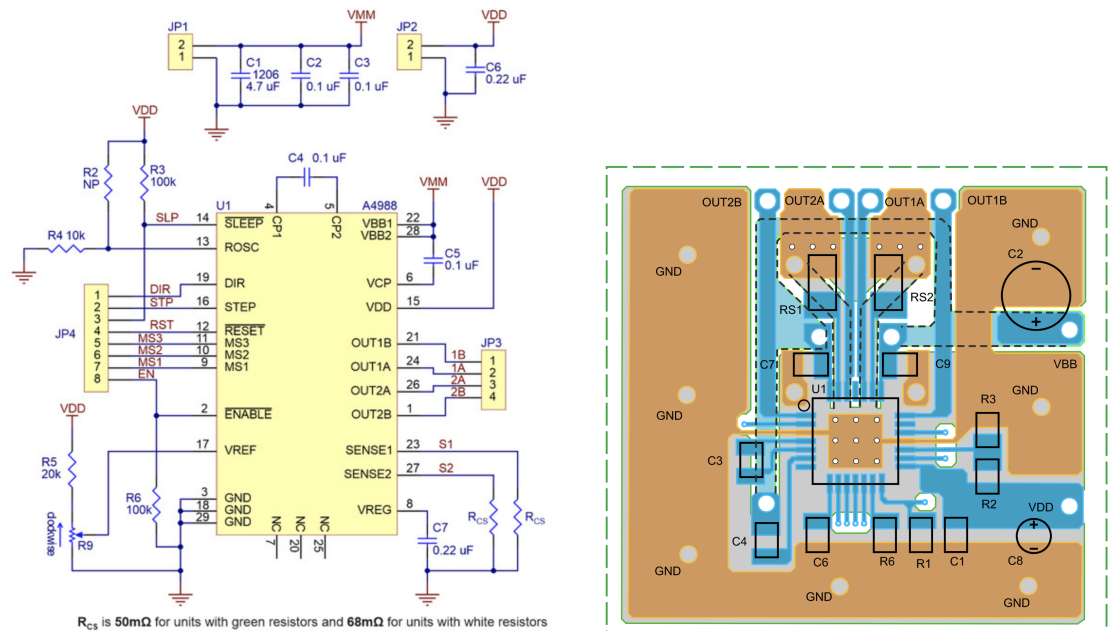 JP1
2
1
VMM
C1
1206
4.7 uF
C2
0.1 uF
C3
0.1 uF
JP2
2
1
VDD
C6
0.22 uF
VDD
R2
NP
R3
100k
R4 10k
SLP
C4 0.1 uF
U1
A4988
4
CP1
5
CP2
14
SLEEP
13
ROSC
19
DIR
16
STEP
12
RESET
11
MS3
10
MS2
9
MS1
2
ENABLE
17
VREF
3
GND
18
GND
29
GND
NC
7
NC
20
NC
25
VBB1
22
VBB2
28
VCP
6
VDD
15
OUT1B
21
OUT1A
24
OUT2A
26
OUT2B
1
SENSE1
23
SENSE2
27
VREG
8
VMM
VDD
C5
0.1 uF
JP4
1
2
3
4
5
6
7
8
DIR
STP
RST
MS3
MS2
MS1
EN
JP3
1
2
3
4
1B
1A
2A
2B
S1
S2
RCS
RCS
C7
0.22 uF
VDD
R5
20k
clockwise
R9
R6
100k
RCS is 50mΩ for units with green resistors and 68mΩ for units with white resistors
OUT2B
OUT2A
OUT1A
OUT1B
GND
GND
C2
RS1
RS2
C7
C9
VBB
U1
GND
GND
R3
C3
R2
VDD
C4
C6
R6
R1
C1
C8
GND
GND
GND